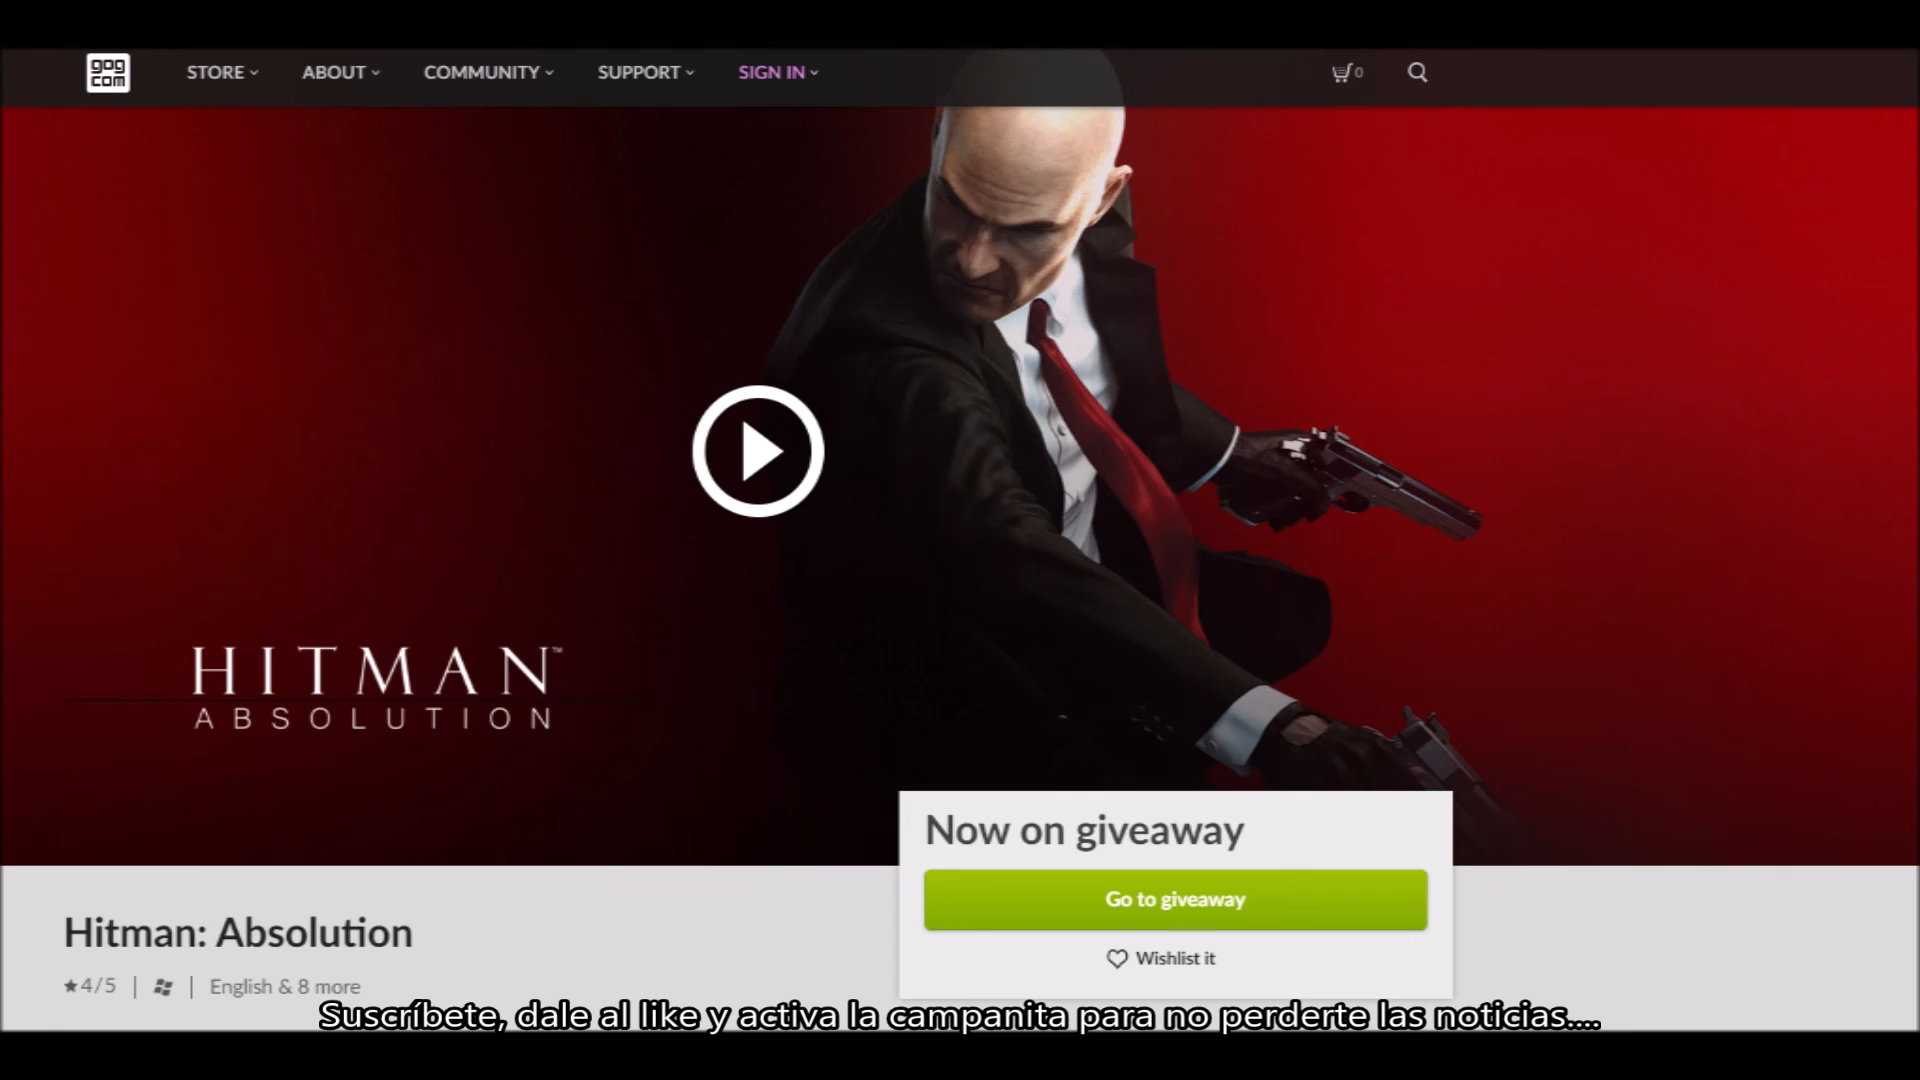 gog
com
STORE
ABOUT
COMMUNITY
SUPPORT
SIGN IN
0
HITMAN™
ABSOLUTION
Now on giveaway
Go to giveaway
Wishlist it
Hitman: Absolution
★4/5 | | English & 8 more
Suscríbete, dale al like y activa la campanita para no perderte las noticias....